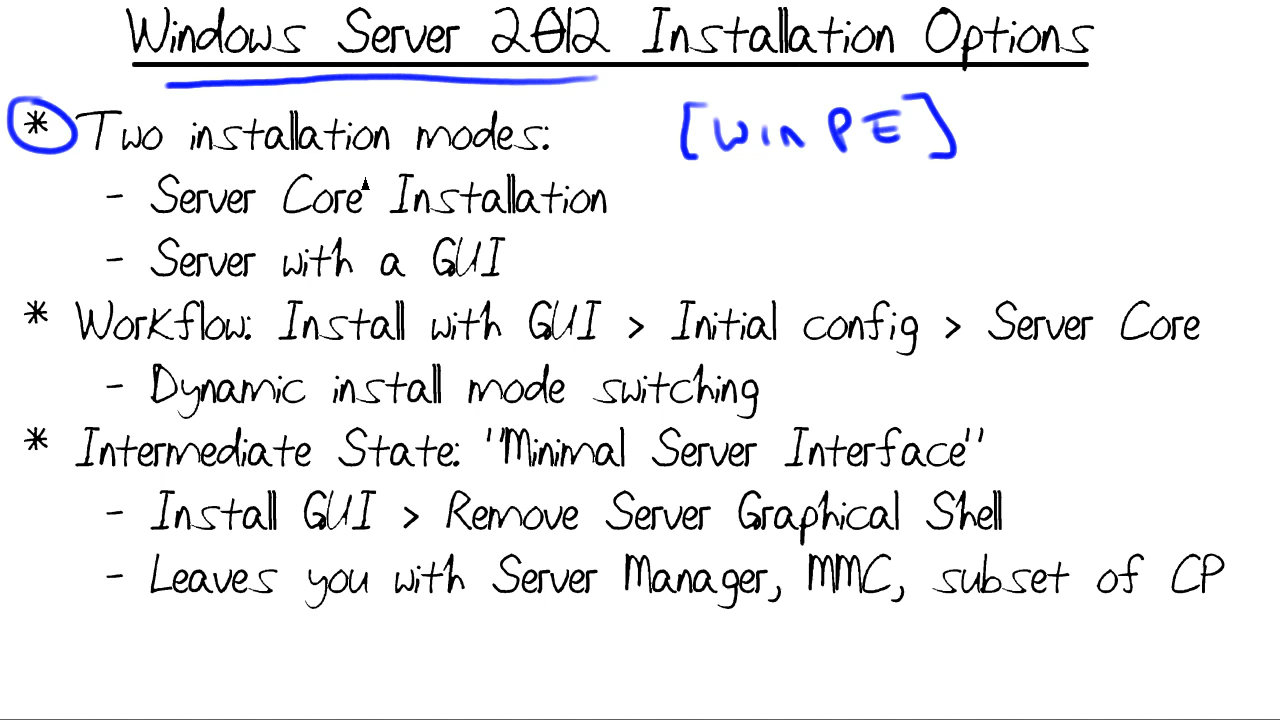 Windows Server 2012 Installation Options
* Two installation modes: [WIN PE]
- Server Core Installation
- Server with a GUI
* Workflow: Install with GUI > Initial config > Server Core
- Dynamic install mode switching
* Intermediate State: "Minimal Server Interface"
- Install GUI > Remove Server Graphical Shell
- Leaves you with Server Manager, MMC, subset of CP